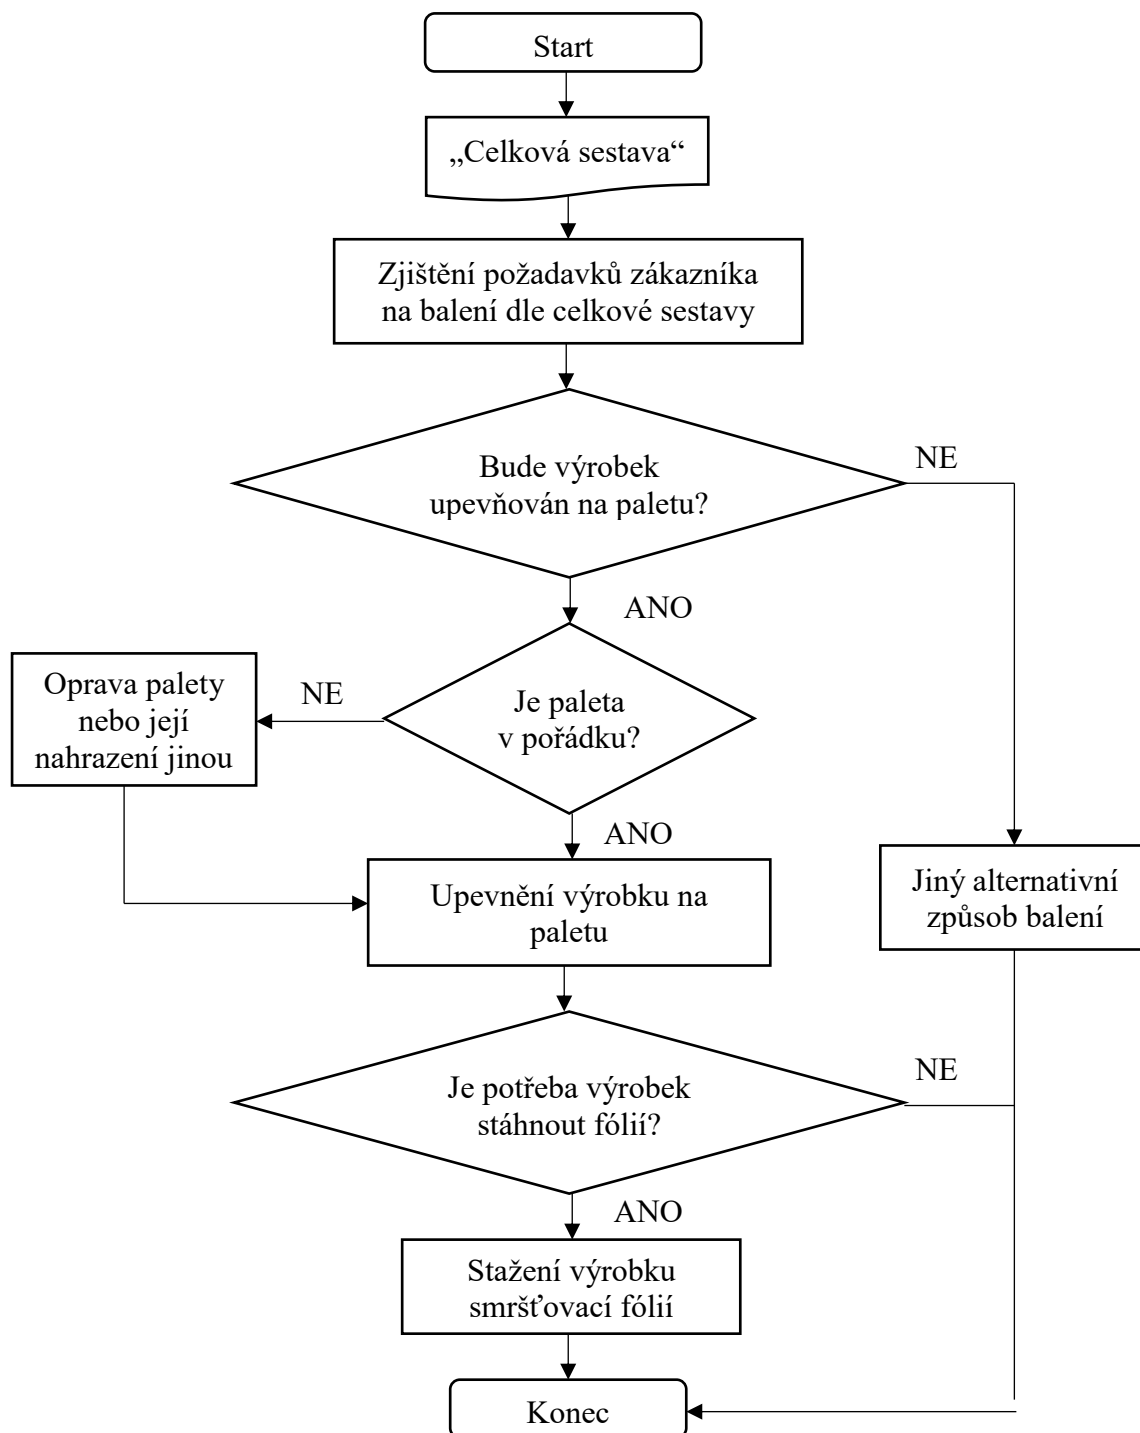 Start
„Celková sestava“
Zjištění požadavků zákazníka
na balení dle celkové sestavy
Bude výrobek
upevňován na paletu?
NE
ANO
Oprava palety
nebo její
nahrazení jinou
NE
Je paleta
v pořádku?
ANO
Upevnění výrobku na
paletu
Jiný alternativní
způsob balení
Je potřeba výrobek
stáhnout fólií?
NE
ANO
Stažení výrobku
smršťovací fólií
Konec